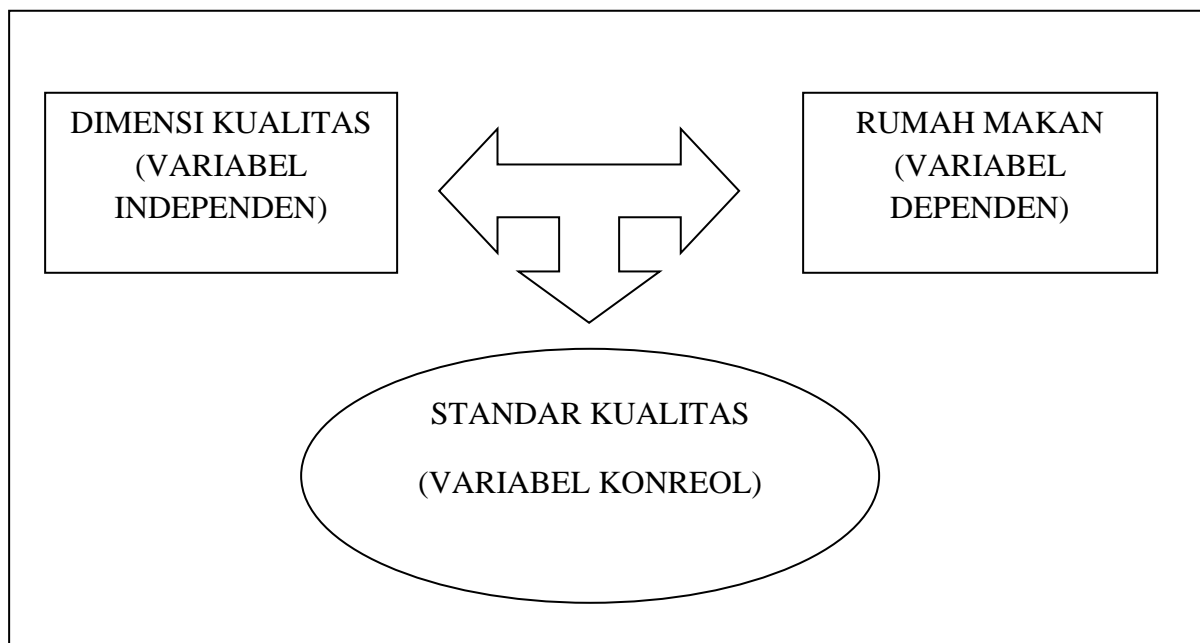 DIMENSI KUALITAS
(VARIABEL
INDEPENDEN)
RUMAH MAKAN
(VARIABEL
DEPENDEN)
STANDAR KUALITAS
(VARIABEL KONREOL)